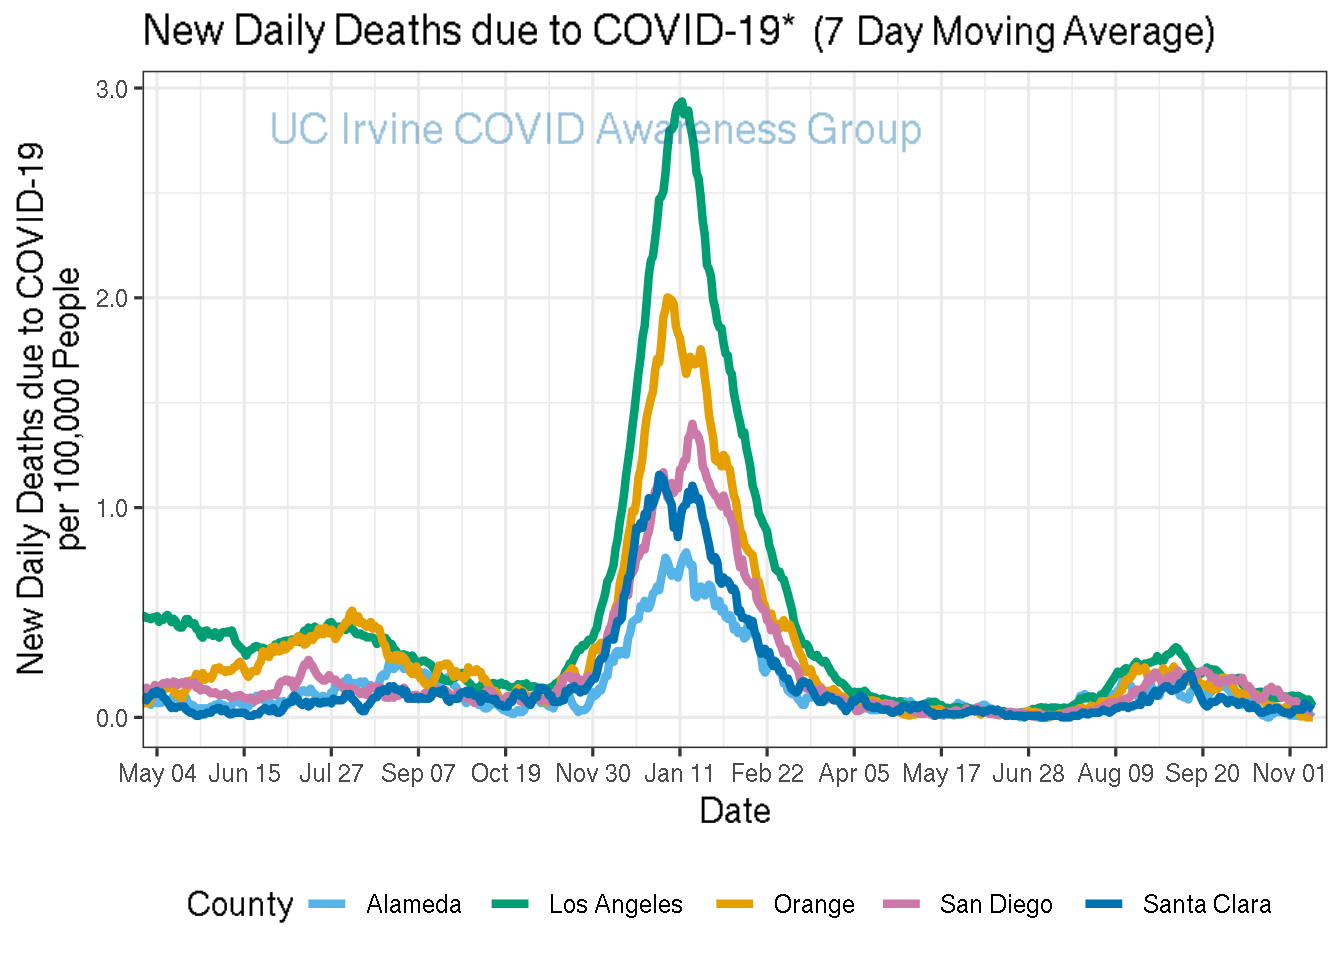 New Daily Deaths due to COVID-19* (7 Day Moving Average)
UC Irvine COVID Awareness Group
New Daily Deaths due to COVID-19
per 100,000 People
3.0
2.0
1.0
0.0
May 04 Jun 15 Jul 27 Sep 07 Oct 19 Nov 30 Jan 11 Feb 22 Apr 05 May 17 Jun 28 Aug 09 Sep 20 Nov 01
Date
County Alameda Los Angeles Orange San Diego Santa Clara